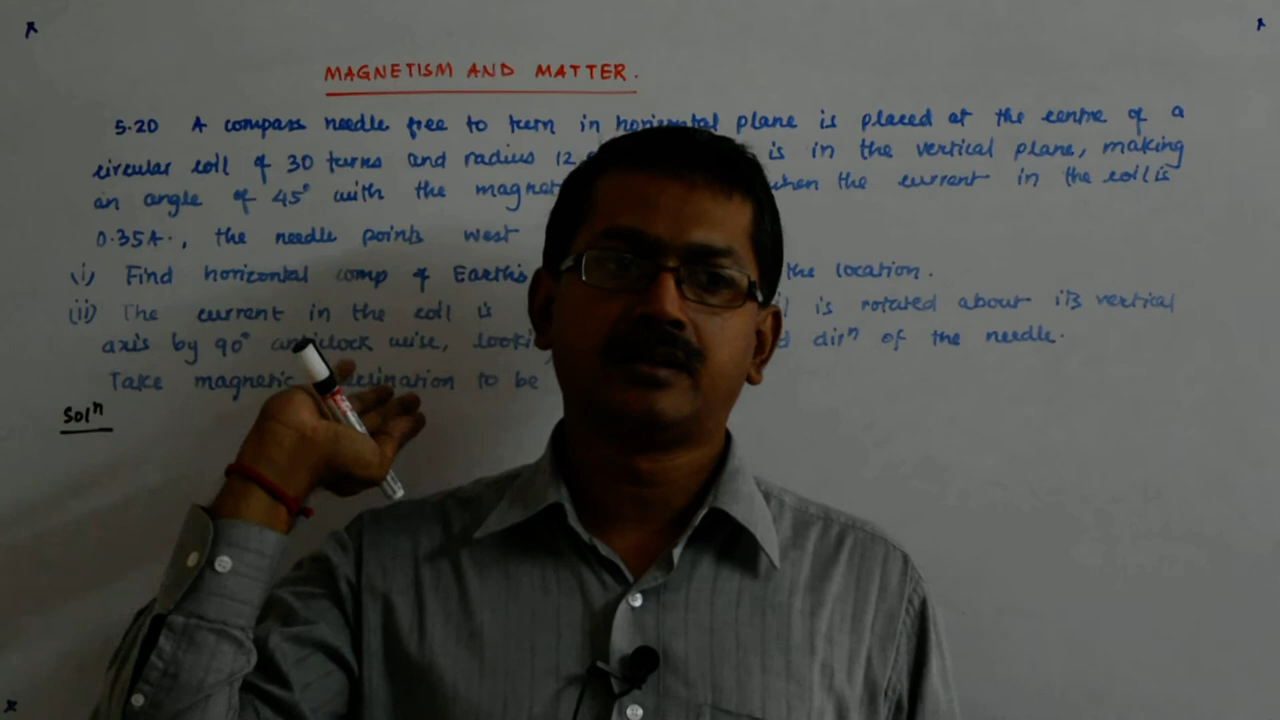 MAGNETISM AND MATTER.
5.20 A compass needle free to turn in horizontal plane is placed at the centre of a
circular coil of 30 turns and radius 12 is in the vertical plane, making
an angle of 45° with the magnet when the current in the coil is
0.35A., the needle points west
(i) Find horizontal comp of Earth's the location.
(ii) The current in the coil is is rotated about its vertical
axis by 90° anticlock wise, looki dirⁿ of the needle.
Take magnetic declination to be
Solⁿ